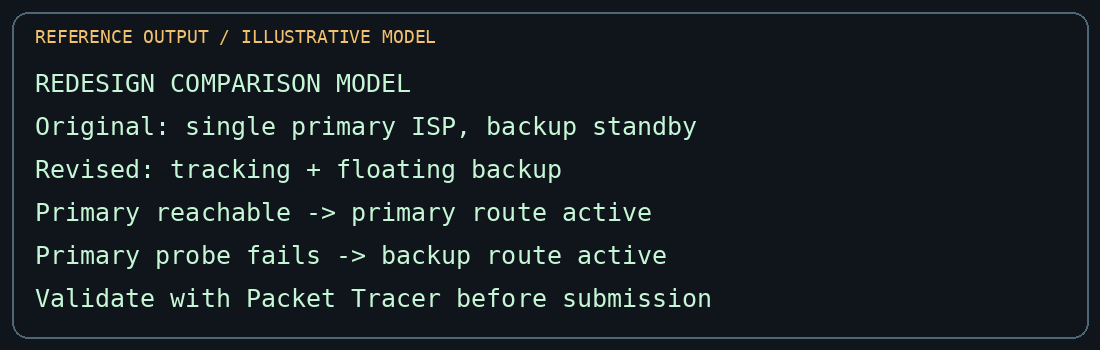 REFERENCE OUTPUT / ILLUSTRATIVE MODEL
REDESIGN COMPARISON MODEL
Original: single primary ISP, backup standby
Revised: tracking + floating backup
Primary reachable -> primary route active
Primary probe fails -> backup route active
Validate with Packet Tracer before submission